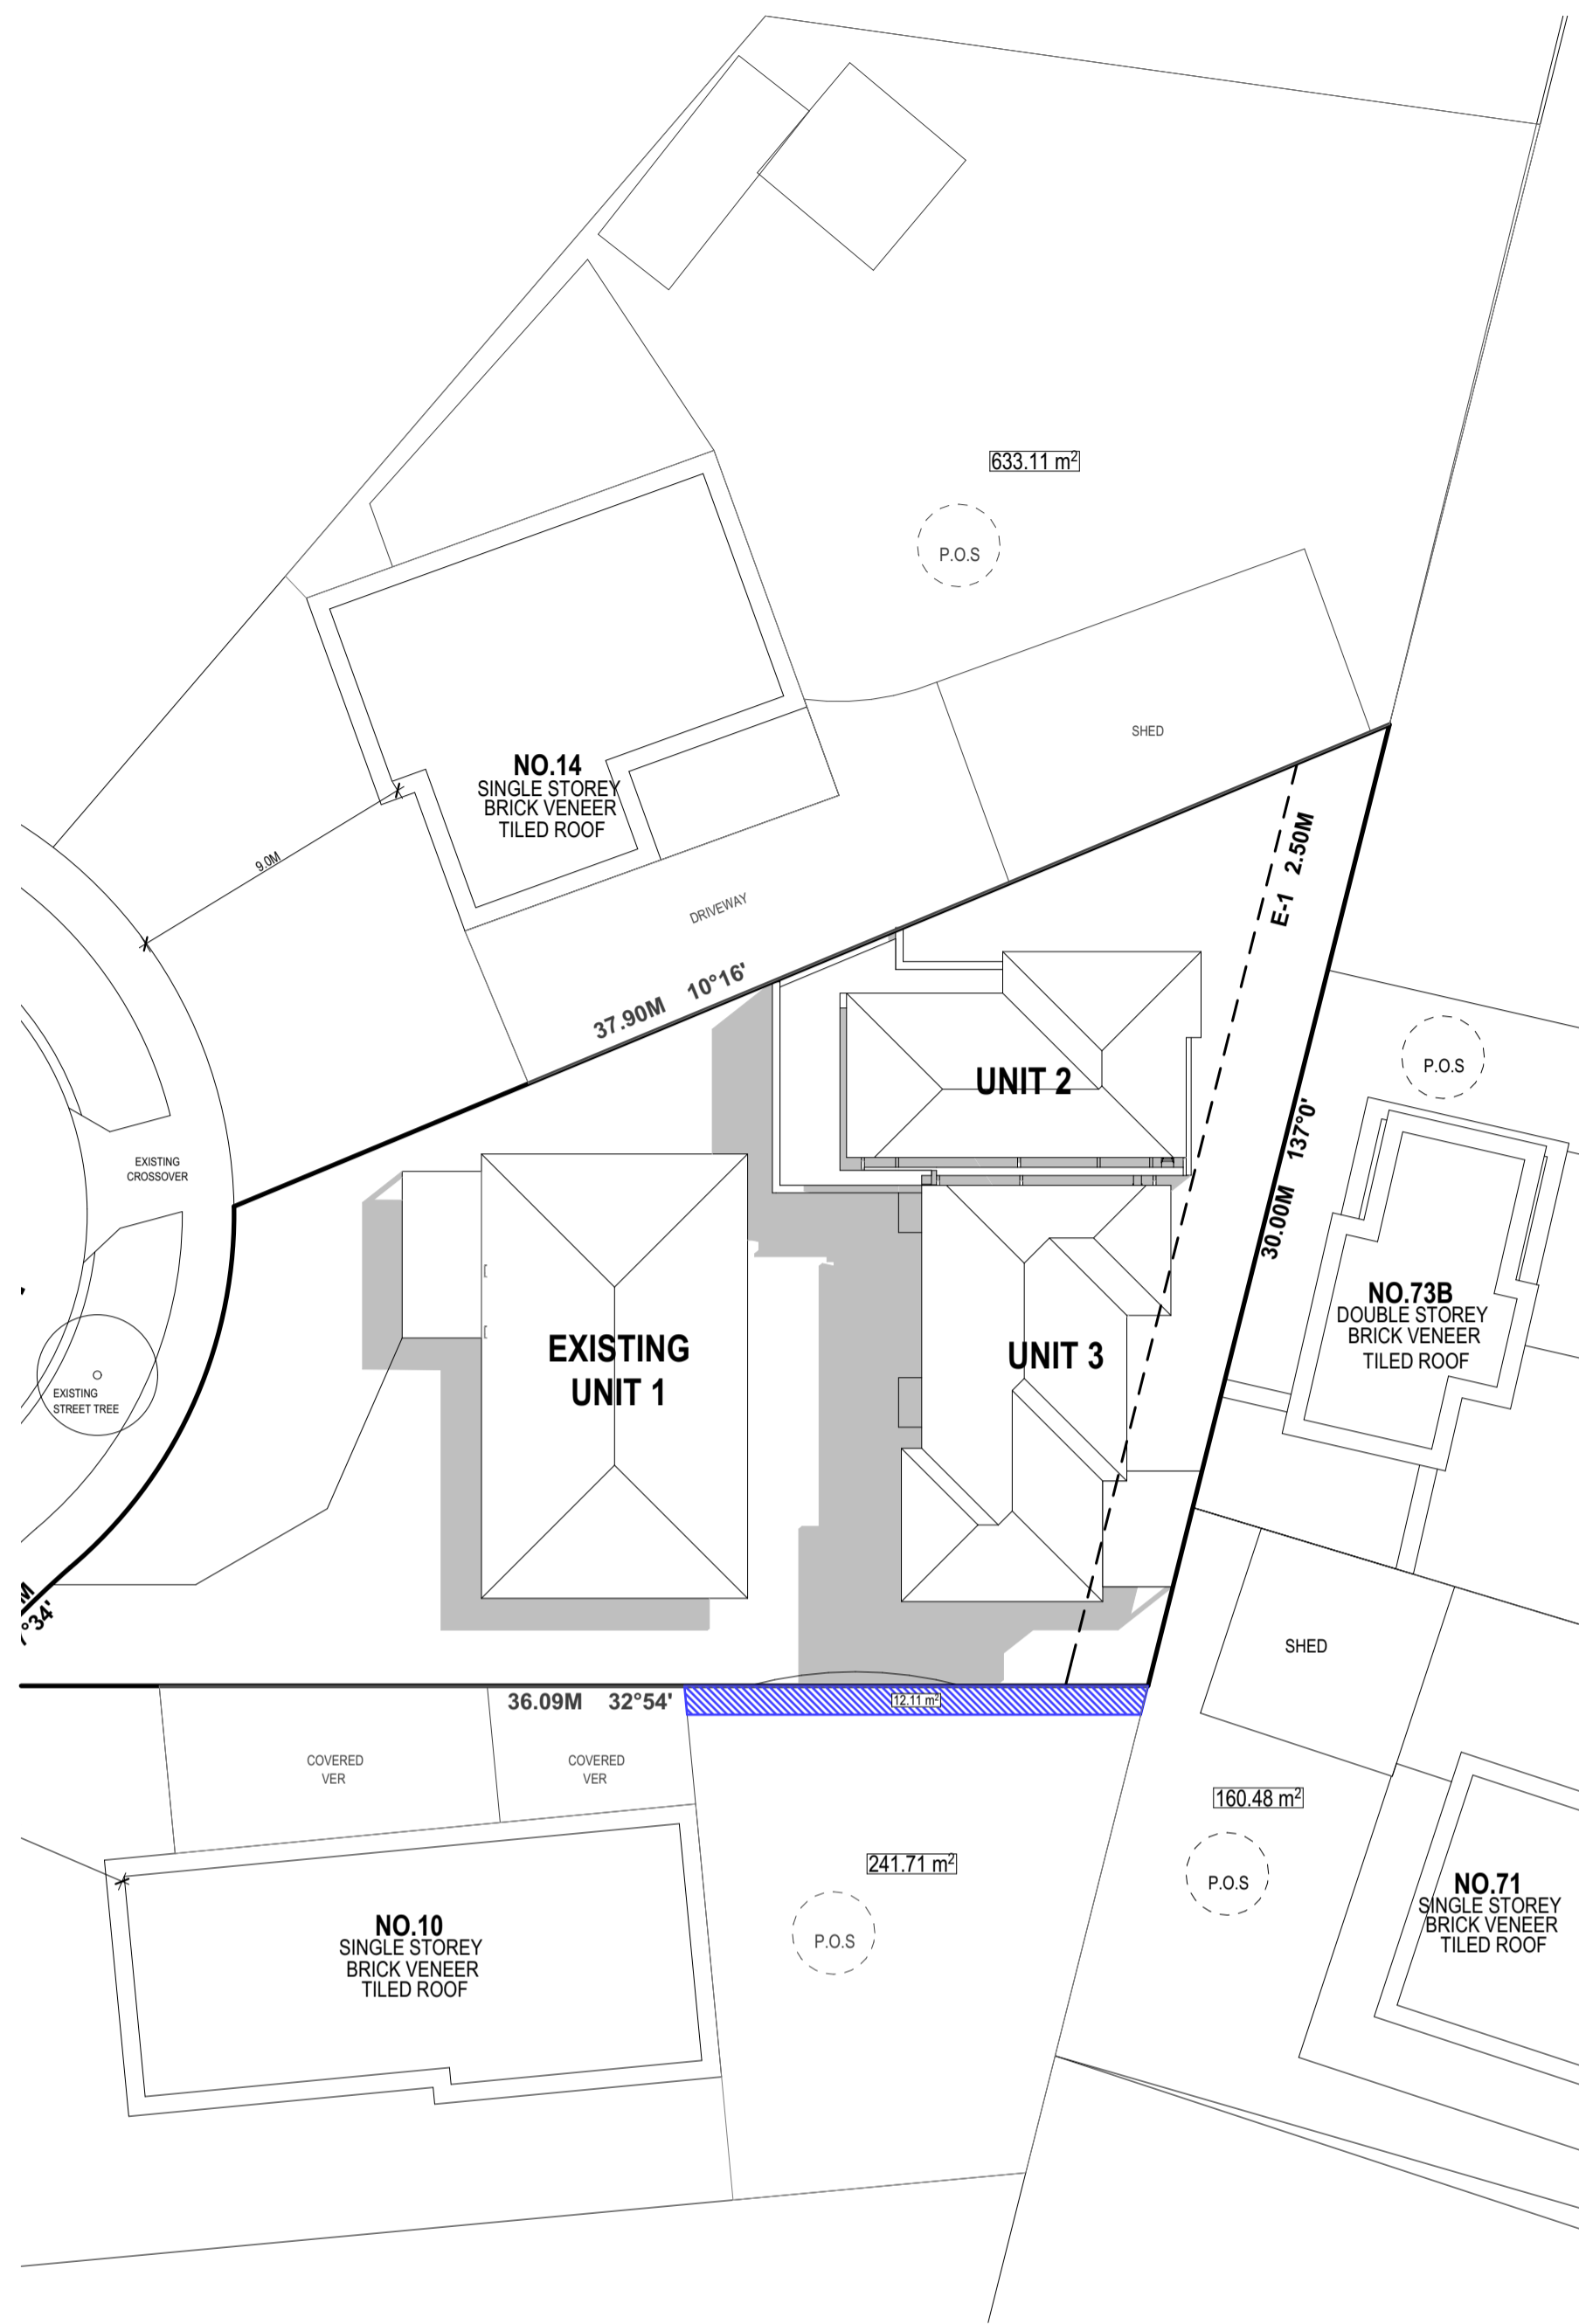 633.11 m²
P.O.S
SHED
NO.14
SINGLE STOREY
BRICK VENEER
TILED ROOF
9.0M
DRIVEWAY
E-1 2.50M
37.90M 10°16'
P.O.S
UNIT 2
30.00M 137°0'
EXISTING
CROSSOVER
NO.73B
DOUBLE STOREY
BRICK VENEER
TILED ROOF
EXISTING
UNIT 1
UNIT 3
EXISTING
STREET TREE
SHED
36.09M 32°54'
12.11 m²
COVERED
VER
COVERED
VER
160.48 m²
241.71 m²
P.O.S
P.O.S
NO.71
SINGLE STOREY
BRICK VENEER
TILED ROOF
NO.10
SINGLE STOREY
BRICK VENEER
TILED ROOF